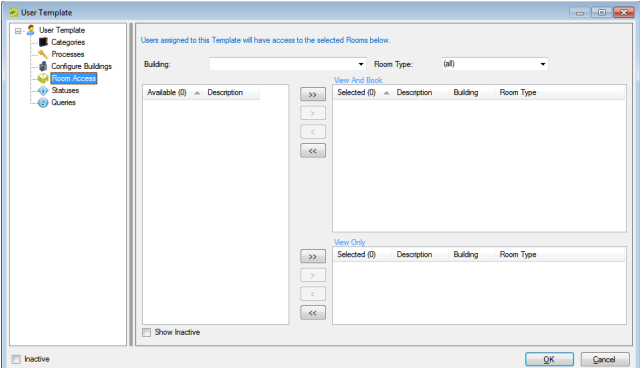 User Template
User Template
Categories
Processes
Configure Buildings
Room Access
Statuses
Queries
Users assigned to this Template will have access to the selected Rooms below.
Building: Room Type: (all)
View And Book
Available (0) Description >> Selected (0) Description Building Room Type
>
<
<<
View Only
>> Selected (0) Description Building Room Type
>
<
<<
Show Inactive
Inactive OK Cancel